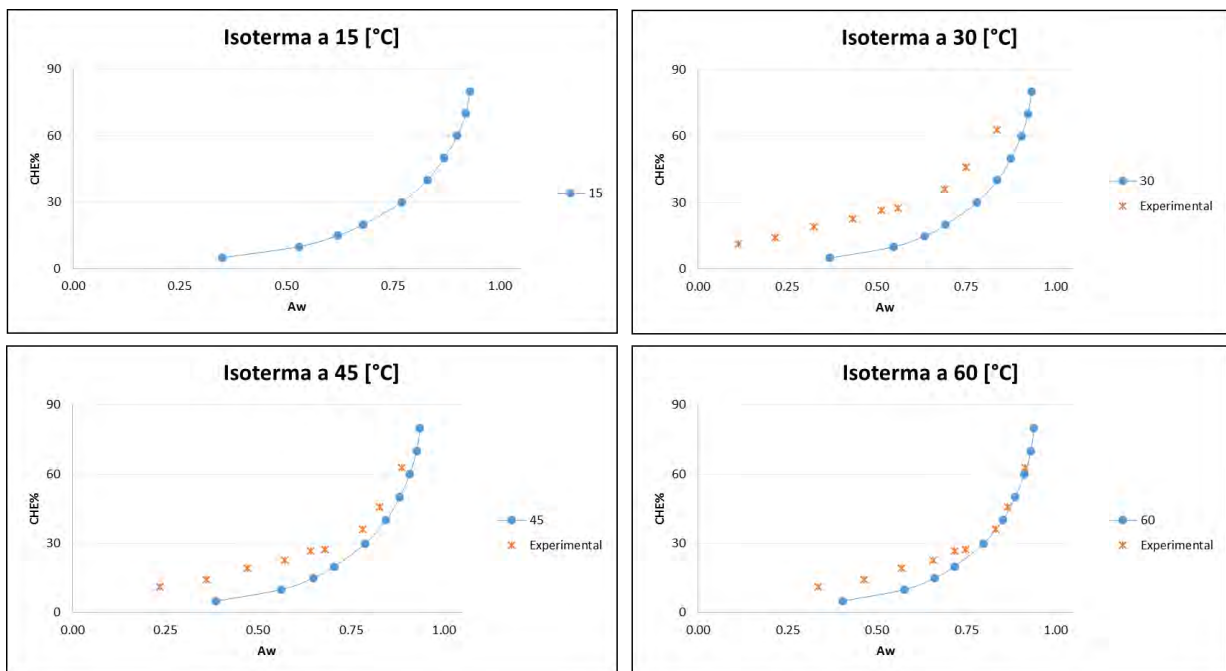 Isoterma a 15 [°C]
90
60
30
0
CHE%
0.00 0.25 0.50 0.75 1.00
Aw
15
Isoterma a 30 [°C]
90
60
30
0
CHE%
0.00 0.25 0.50 0.75 1.00
Aw
30
Experimental
Isoterma a 45 [°C]
90
60
30
0
CHE%
0.00 0.25 0.50 0.75 1.00
Aw
45
Experimental
Isoterma a 60 [°C]
90
60
30
0
CHE%
0.00 0.25 0.50 0.75 1.00
Aw
60
Experimental